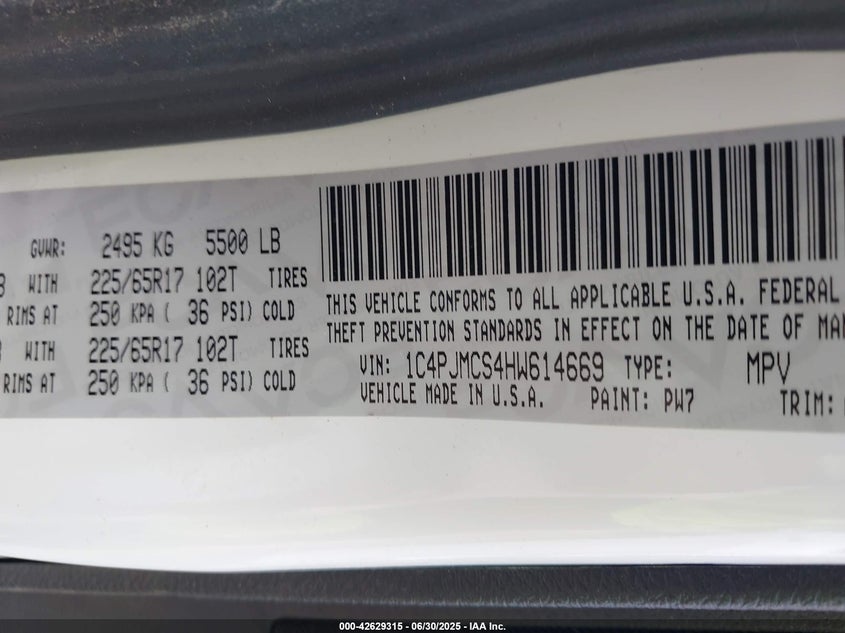 GVWR: 2495 KG 5500 LB
WITH 225/65R17 102T TIRES
RIMS AT 250 KPA ( 36 PSI) COLD
WITH 225/65R17 102T TIRES
RIMS AT 250 KPA ( 36 PSI) COLD
THIS VEHICLE CONFORMS TO ALL APPLICABLE U.S.A. FEDERAL
THEFT PREVENTION STANDARDS IN EFFECT ON THE DATE OF MAN
VIN: 1C4PJMCS4HW614669 TYPE: MPV
VEHICLE MADE IN U.S.A. PAINT: PW7 TRIM:
000-42629315 - 06/30/2025 - IAA Inc.